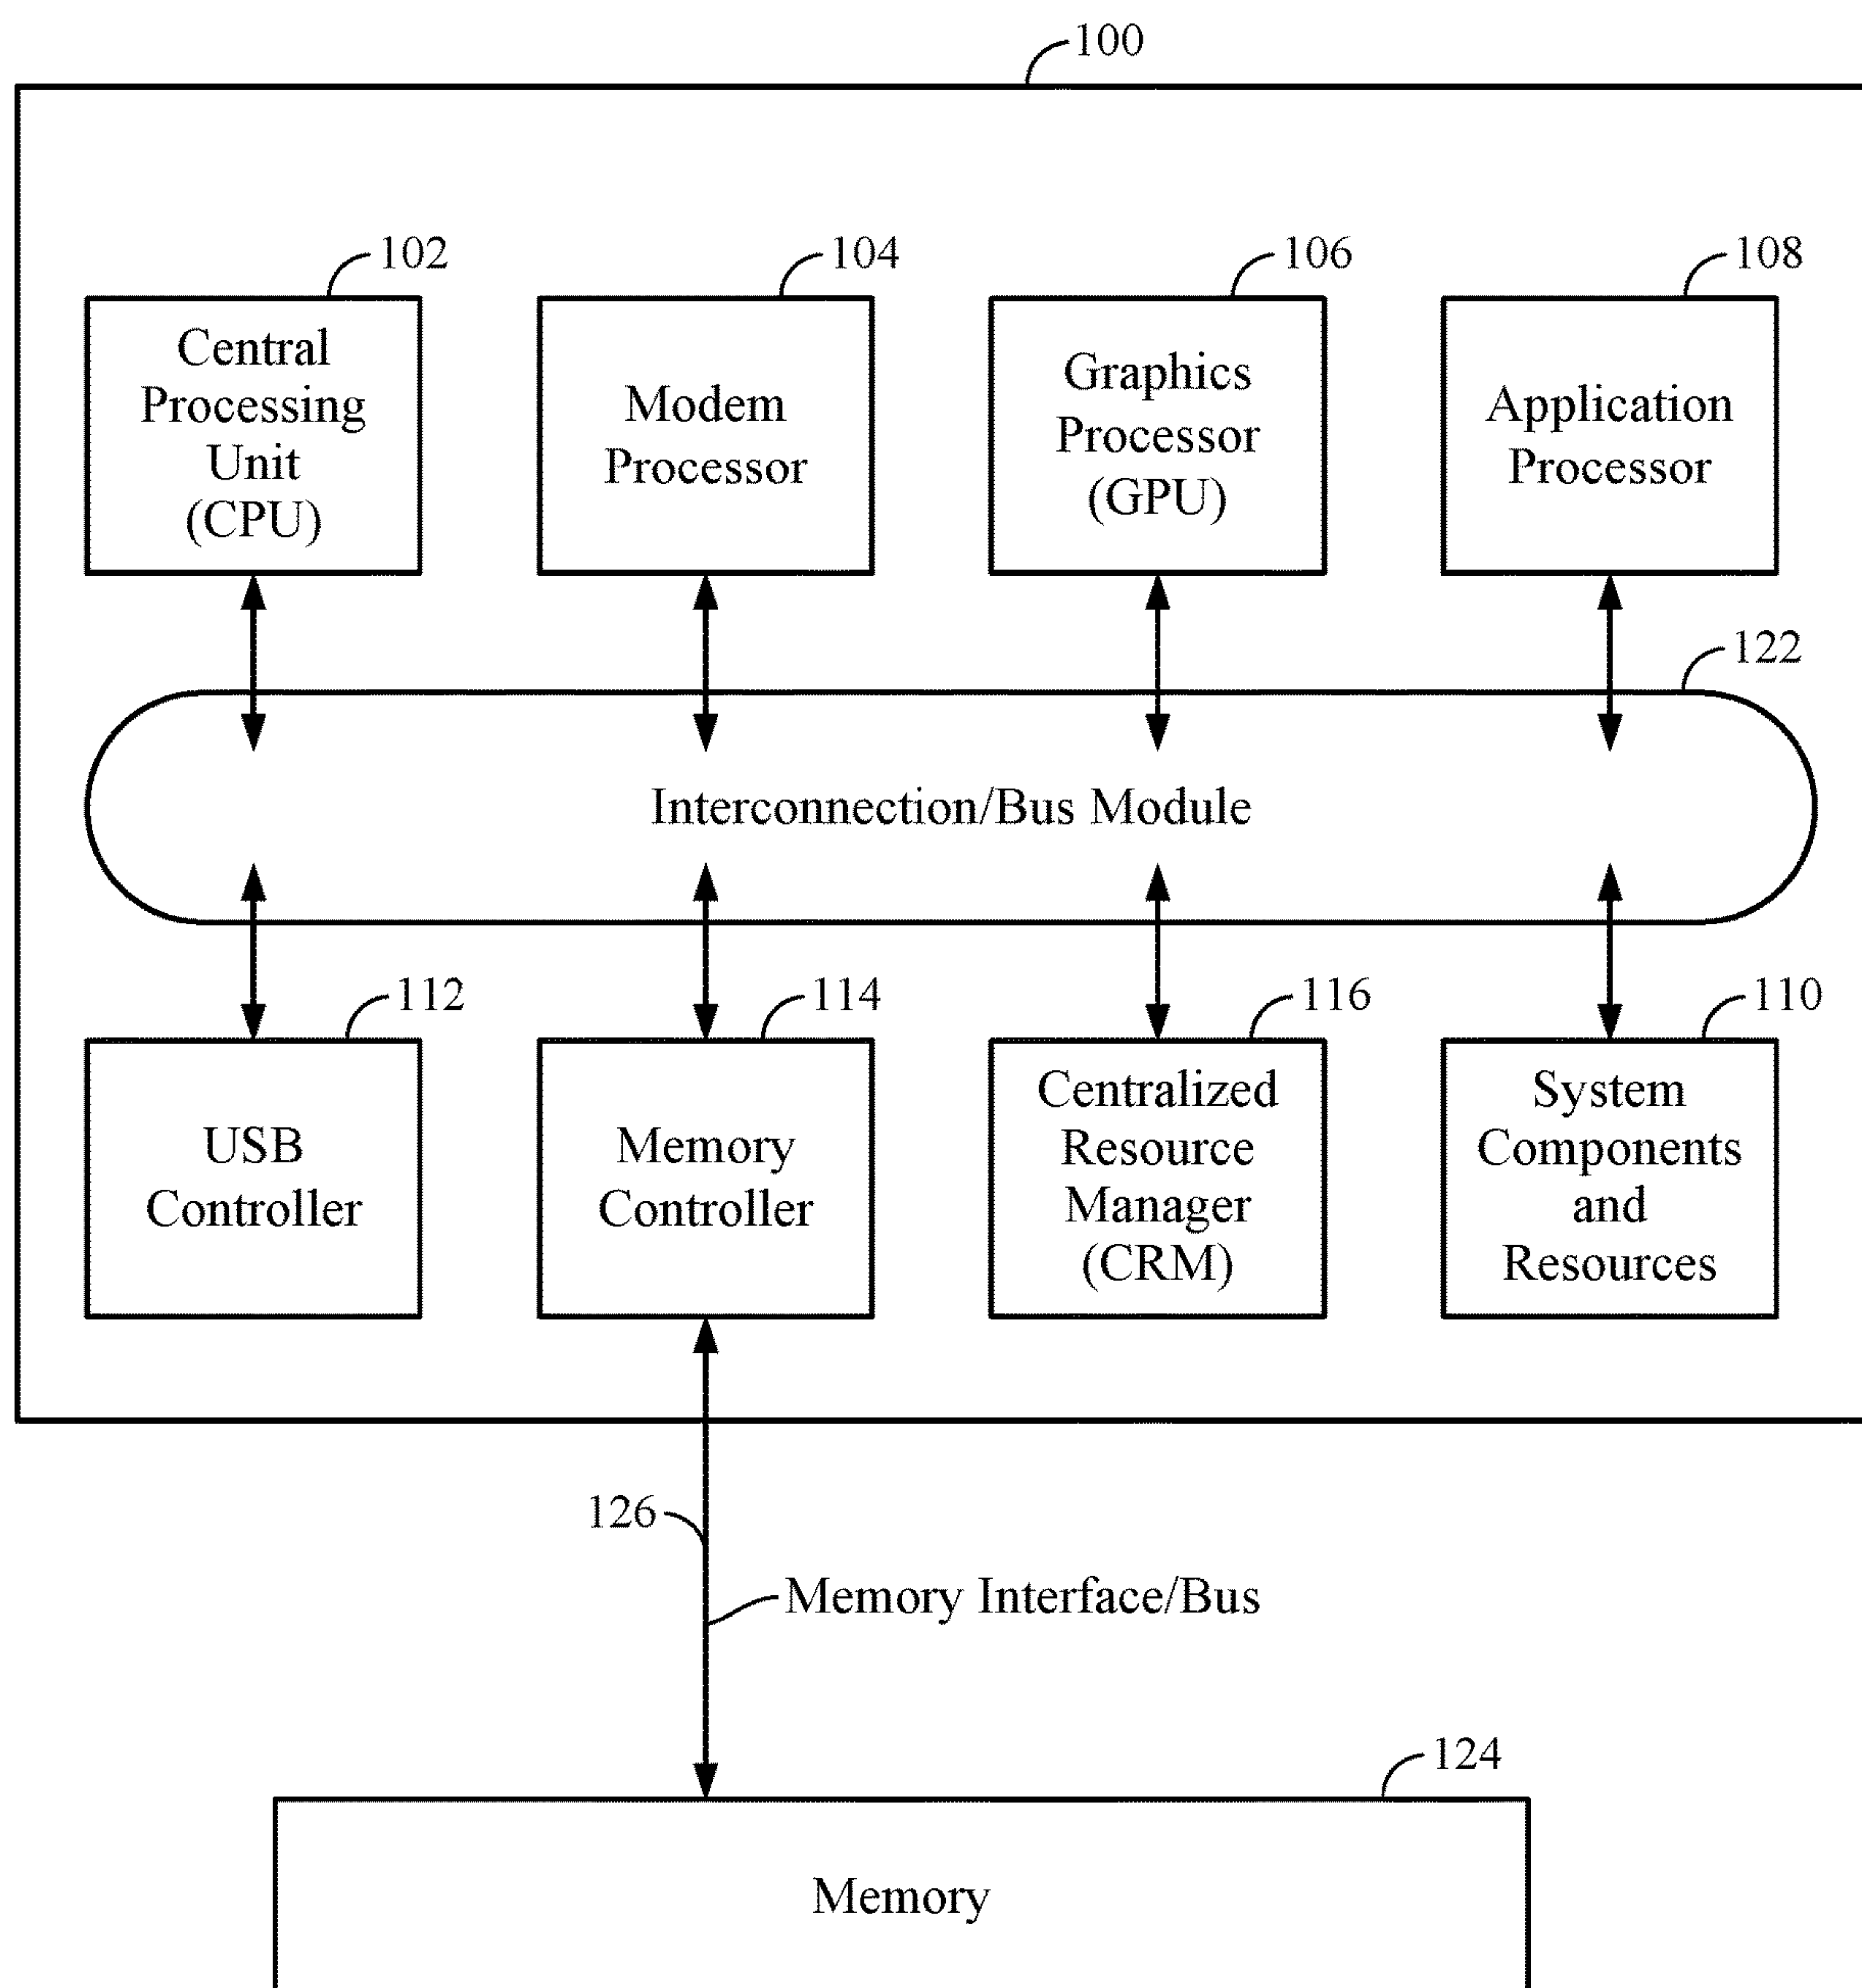 100
102
104
106
108
Central
Processing
Unit
(CPU)
Modem
Processor
Graphics
Processor
(GPU)
Application
Processor
122
Interconnection/Bus Module
112
114
116
110
USB
Controller
Memory
Controller
Centralized
Resource
Manager
(CRM)
System
Components
and
Resources
126
Memory Interface/Bus
124
Memory